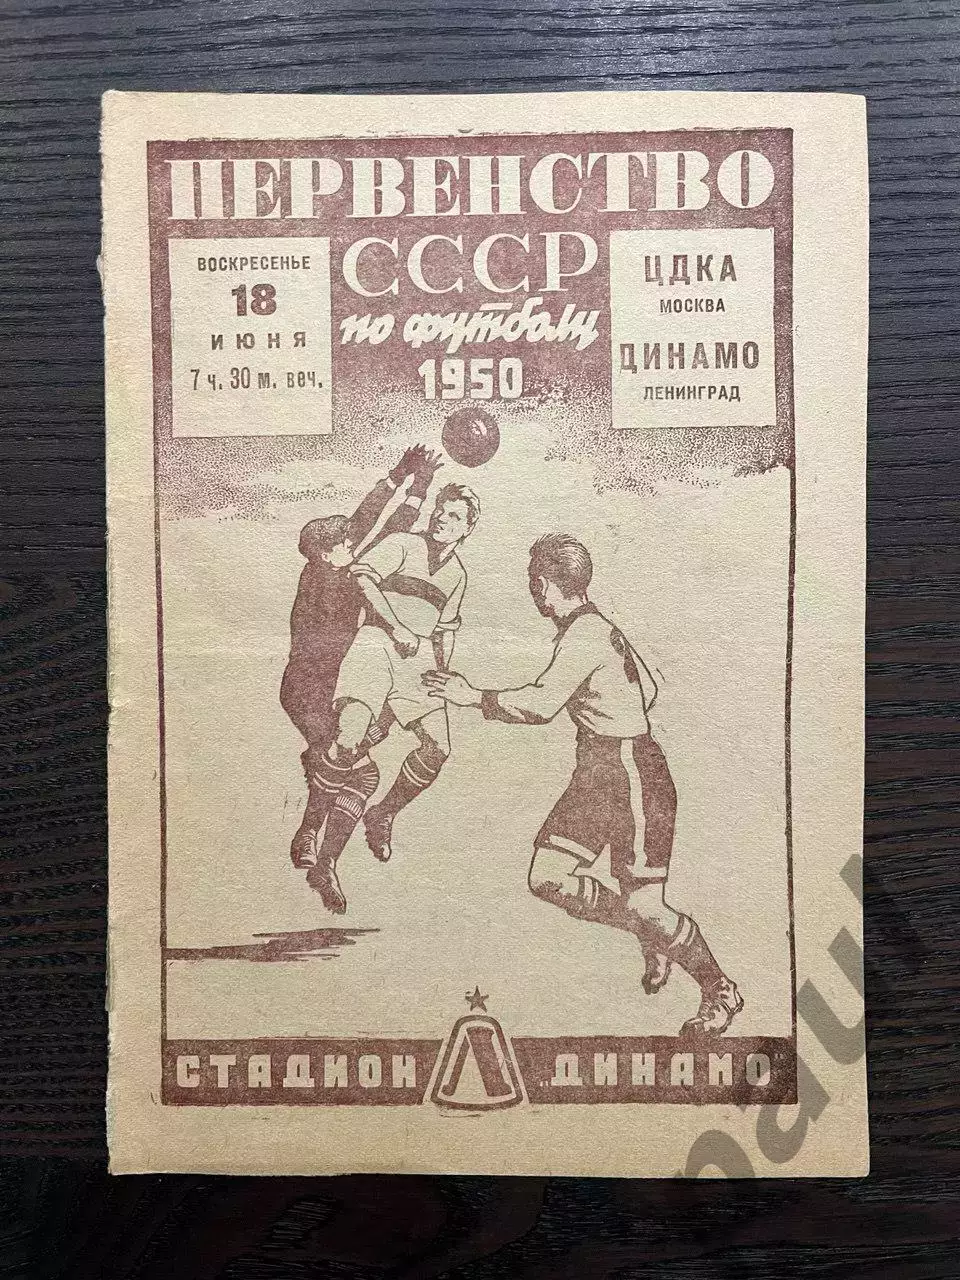 ПЕРВЕНСТВО
СССР
по футболу
1950
ВОСКРЕСЕНЬЕ
18
ИЮНЯ
7 ч. 30 м. веч.
ЦДКА
МОСКВА
ДИНАМО
ЛЕНИНГРАД
СТАДИОН Л „ДИНАМО"